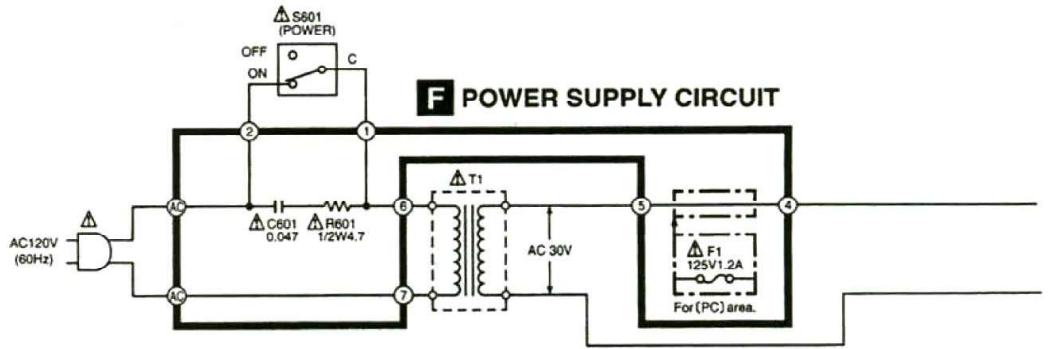 ⚠ S601
(POWER)
OFF
ON
C
F POWER SUPPLY CIRCUIT
2
1
AC
⚠ C601
0.047
⚠ R601
1/2W4.7
6
⚠ T1
5
4
⚠
AC120V
(60Hz)
AC 30V
⚠ F1
125V1.2A
AC
7
For (PC) area.